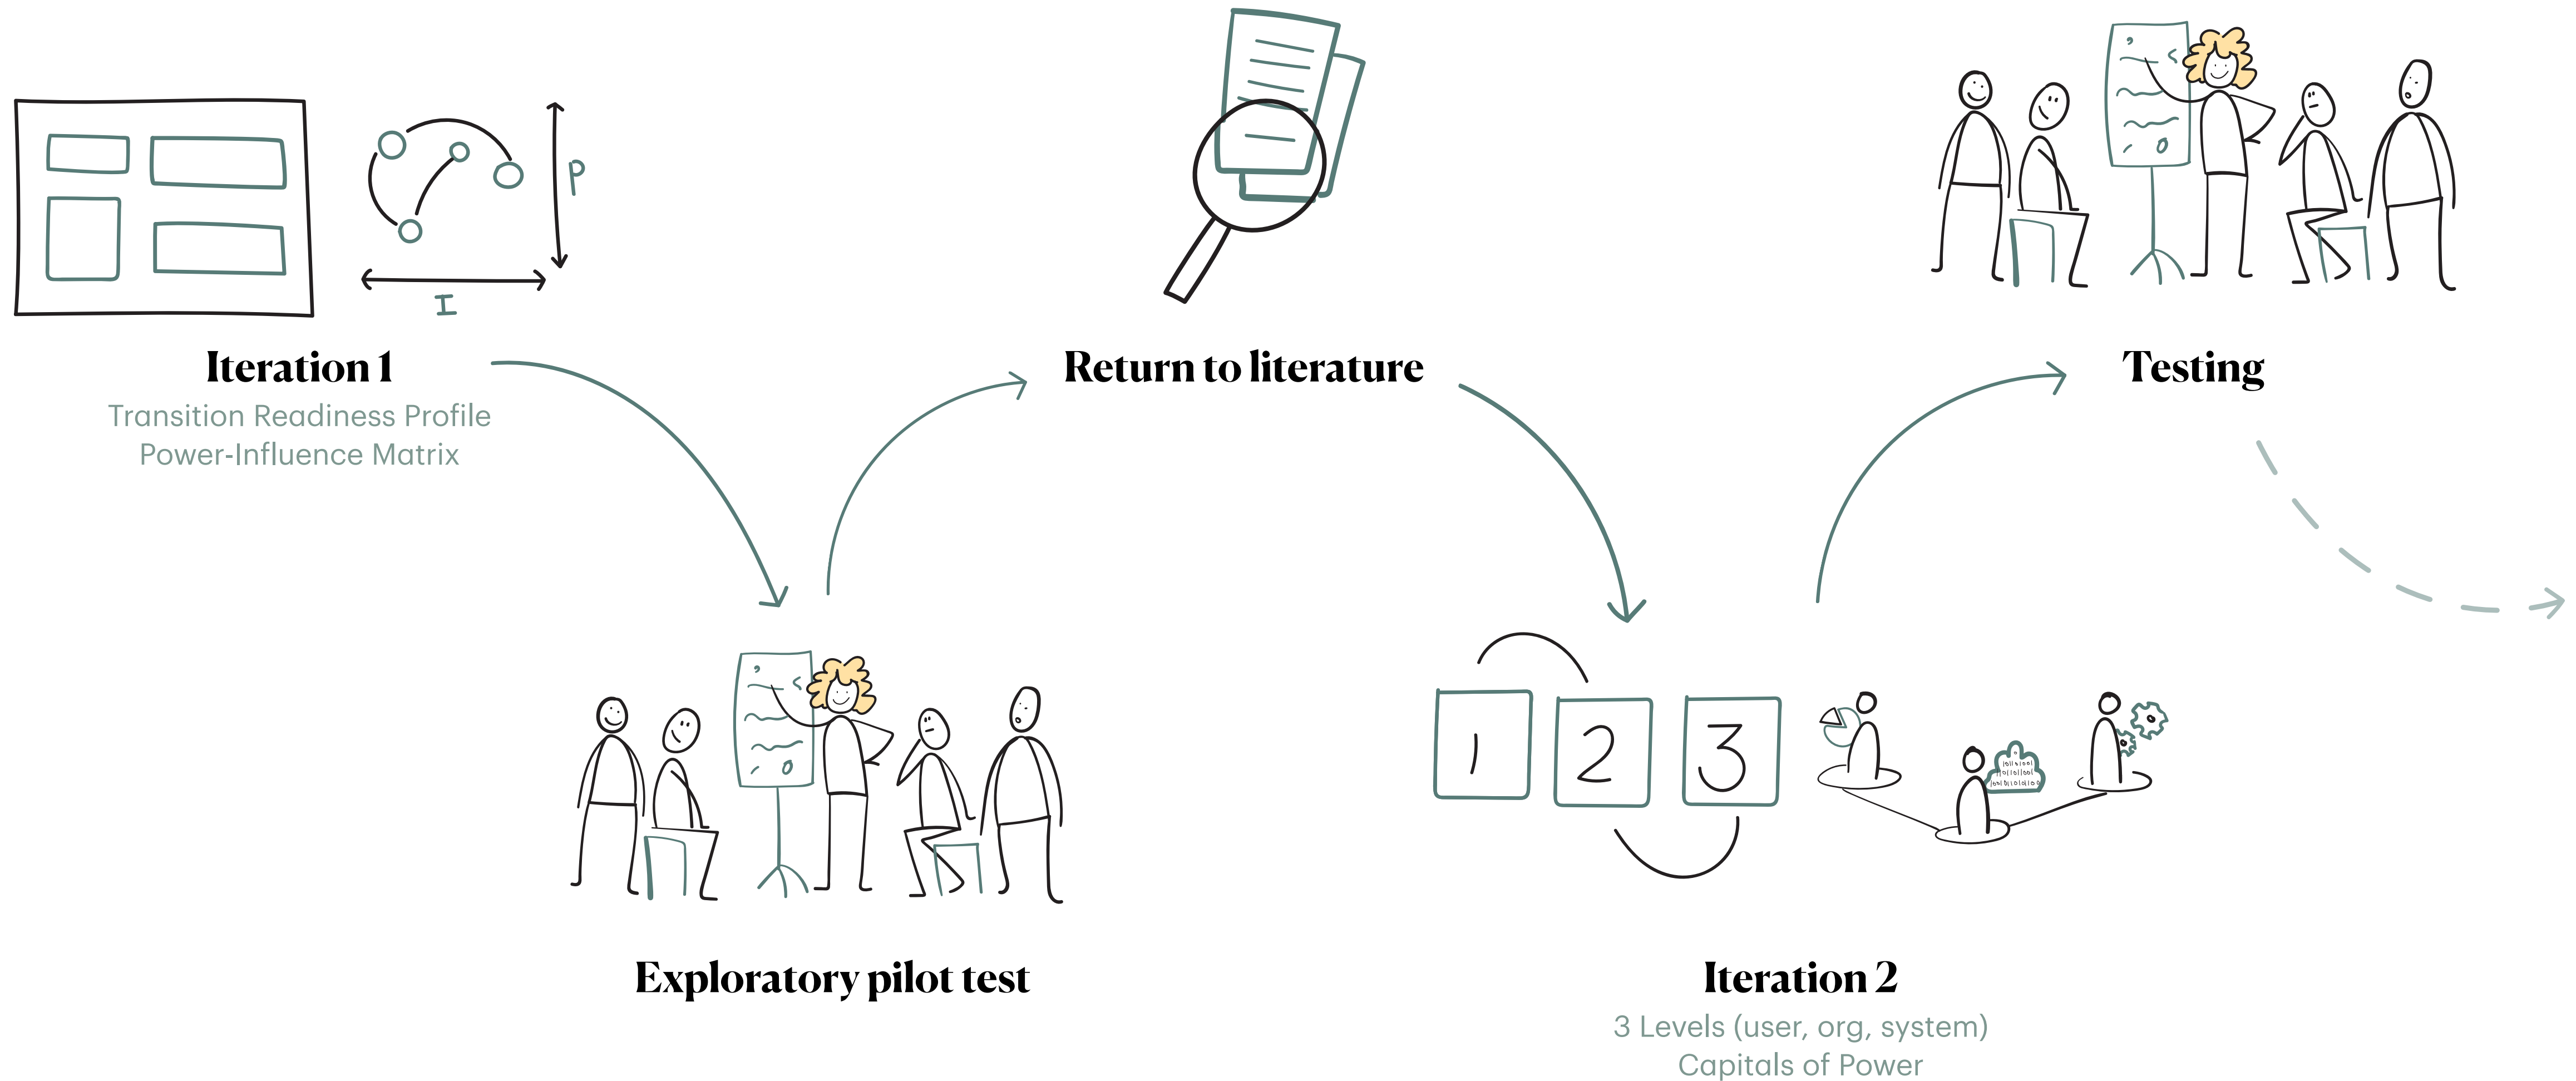 P
I
Iteration 1
Transition Readiness Profile
Power-Influence Matrix
Exploratory pilot test
Return to literature
1
2
3
Iteration 2
3 Levels (user, org, system)
Capitals of Power
Testing